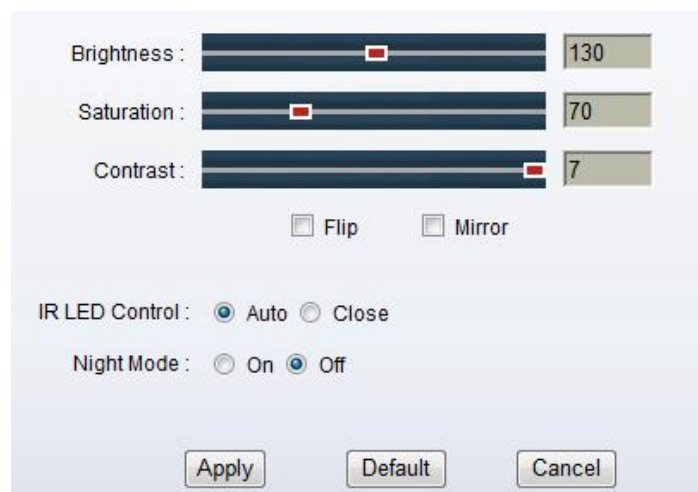 Brightness : 130
Saturation : 70
Contrast : 7
Flip Mirror
IR LED Control : Auto Close
Night Mode : On Off
Apply Default Cancel